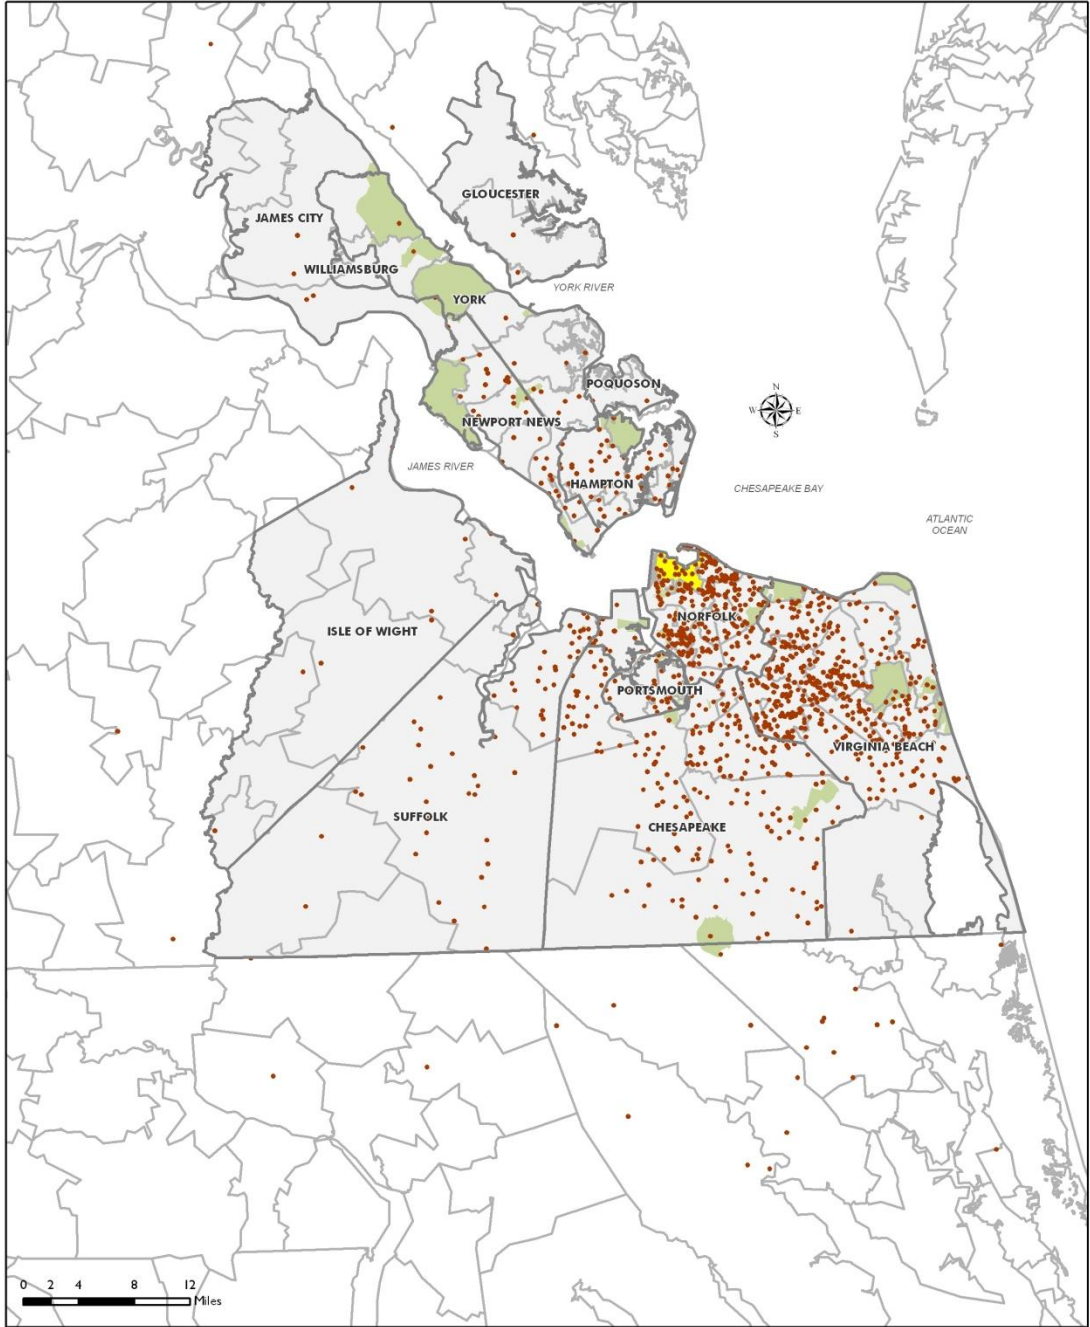 GLOUCESTER
JAMES CITY
WILLIAMSBURG
YORK RIVER
YORK
POQUOSON
N
W E
S
NEWPORT NEWS
JAMES RIVER
HAMPTON
CHESAPEAKE BAY
ATLANTIC
OCEAN
NORFOLK
ISLE OF WIGHT
PORTSMOUTH
VIRGINIA BEACH
SUFFOLK
CHESAPEAKE
0 2 4 8 12
Miles